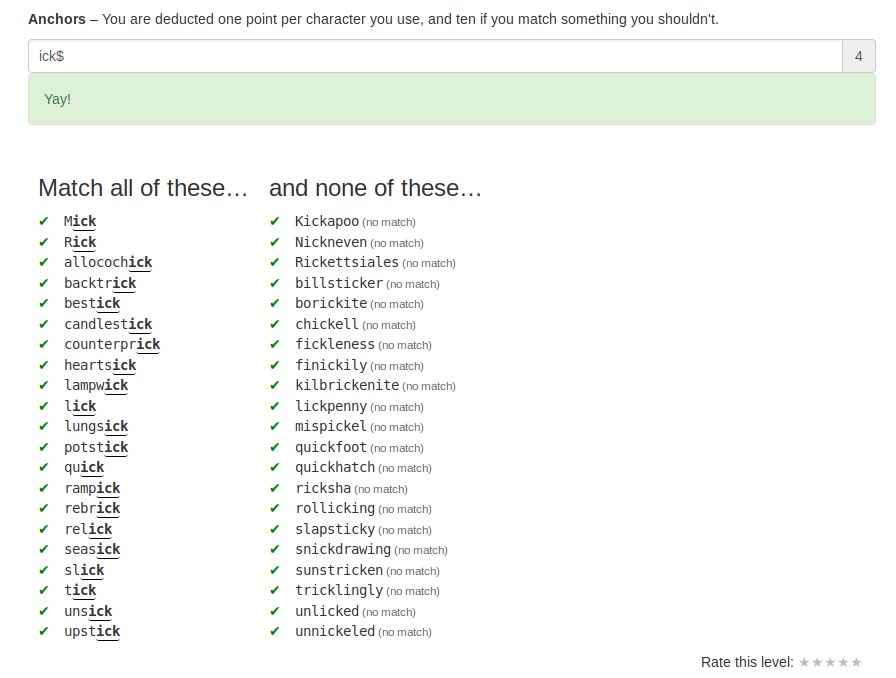 Anchors – You are deducted one point per character you use, and ten if you match something you shouldn't.
ick$ 4
Yay!
Match all of these… and none of these…
✔ Mick ✔ Kickapoo (no match)
✔ Rick ✔ Nickneven (no match)
✔ allocochick ✔ Rickettsiales (no match)
✔ backtrick ✔ billsticker (no match)
✔ bestick ✔ borickite (no match)
✔ candlestick ✔ chickell (no match)
✔ counterprick ✔ fickleness (no match)
✔ heartsick ✔ finickily (no match)
✔ lampwick ✔ kilbrickenite (no match)
✔ lick ✔ lickpenny (no match)
✔ lungsick ✔ mispickel (no match)
✔ potstick ✔ quickfoot (no match)
✔ quick ✔ quickhatch (no match)
✔ rampick ✔ ricksha (no match)
✔ rebrick ✔ rollicking (no match)
✔ relick ✔ slapsticky (no match)
✔ seasick ✔ snickdrawing (no match)
✔ slick ✔ sunstricken (no match)
✔ tick ✔ tricklingly (no match)
✔ unsick ✔ unlicked (no match)
✔ upstick ✔ unnickeled (no match)
Rate this level: ★★★★★